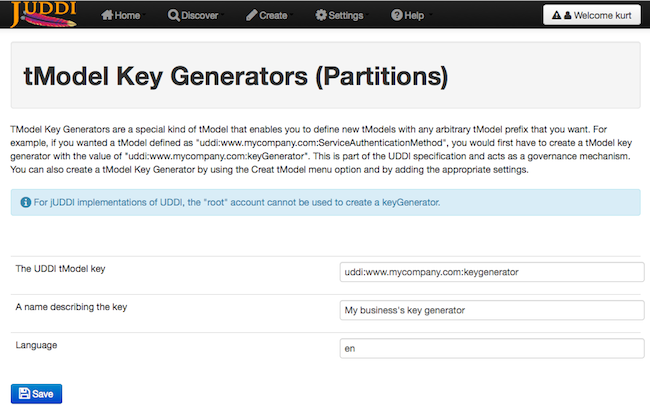 JUDDI Home Discover Create Settings Help Welcome kurt
tModel Key Generators (Partitions)
TModel Key Generators are a special kind of tModel that enables you to define new tModels with any arbitrary tModel prefix that you want. For
example, if you wanted a tModel defined as "uddi:www.mycompany.com:ServiceAuthenticationMethod", you would first have to create a tModel key
generator with the value of "uddi:www.mycompany.com:keyGenerator". This is part of the UDDI specification and acts as a governance mechanism.
You can also create a tModel Key Generator by using the Creat tModel menu option and by adding the appropriate settings.
For jUDDI implementations of UDDI, the "root" account cannot be used to create a keyGenerator.
The UDDI tModel key uddi:www.mycompany.com:keygenerator
A name describing the key My business's key generator
Language en
Save